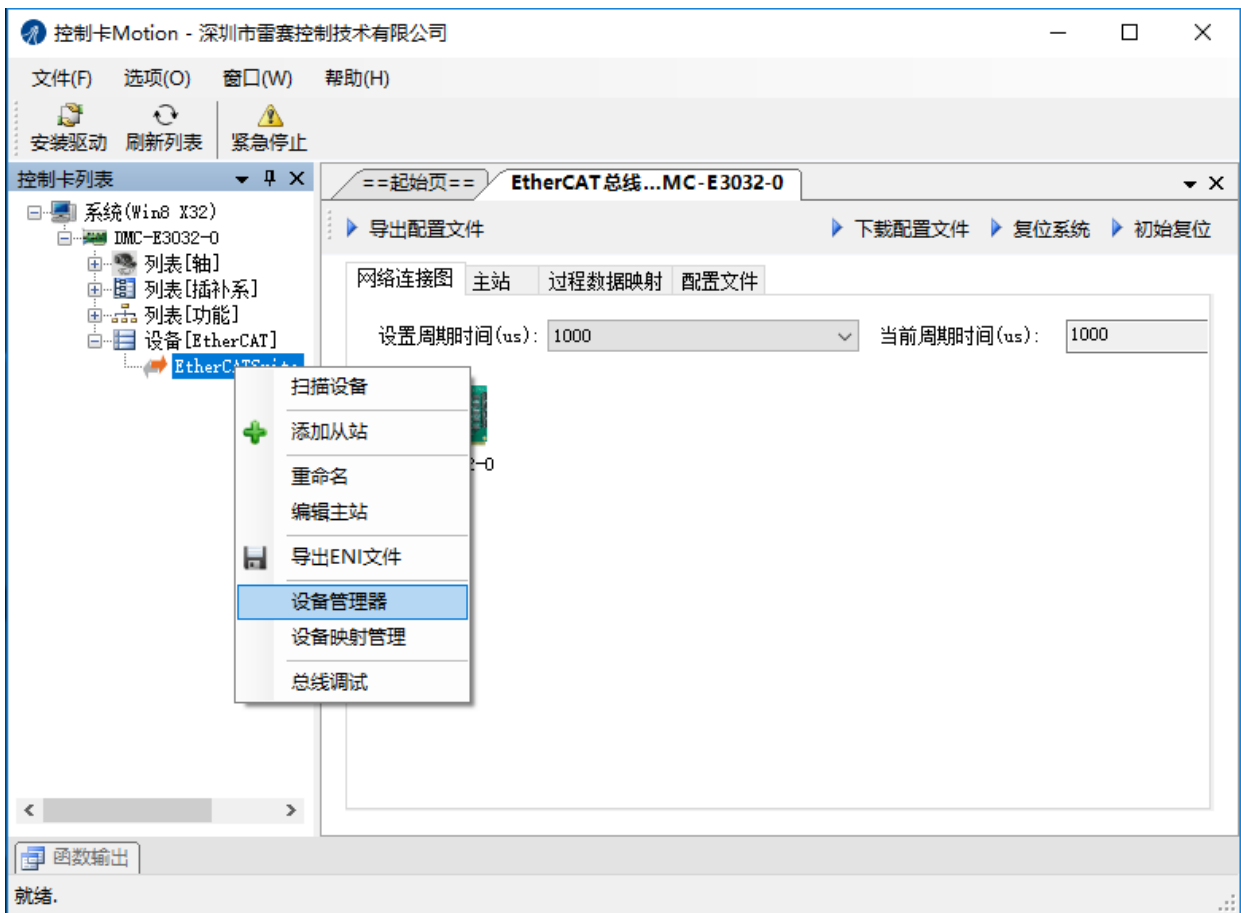 控制卡Motion - 深圳市雷赛控制技术有限公司
文件(F) 选项(O) 窗口(W) 帮助(H)
安装驱动 刷新列表 紧急停止
控制卡列表
==起始页== EtherCAT总线...MC-E3032-0
系统(Win8 X32)
DMC-E3032-0
列表[轴]
列表[插补系]
列表[功能]
设备[EtherCAT]
导出配置文件 下载配置文件 复位系统 初始复位
网络连接图 主站 过程数据映射 配置文件
设置周期时间(us): 1000 当前周期时间(us): 1000
扫描设备
添加从站
重命名
编辑主站
导出ENI文件
设备管理器
设备映射管理
总线调试
-0
函数输出
就绪.